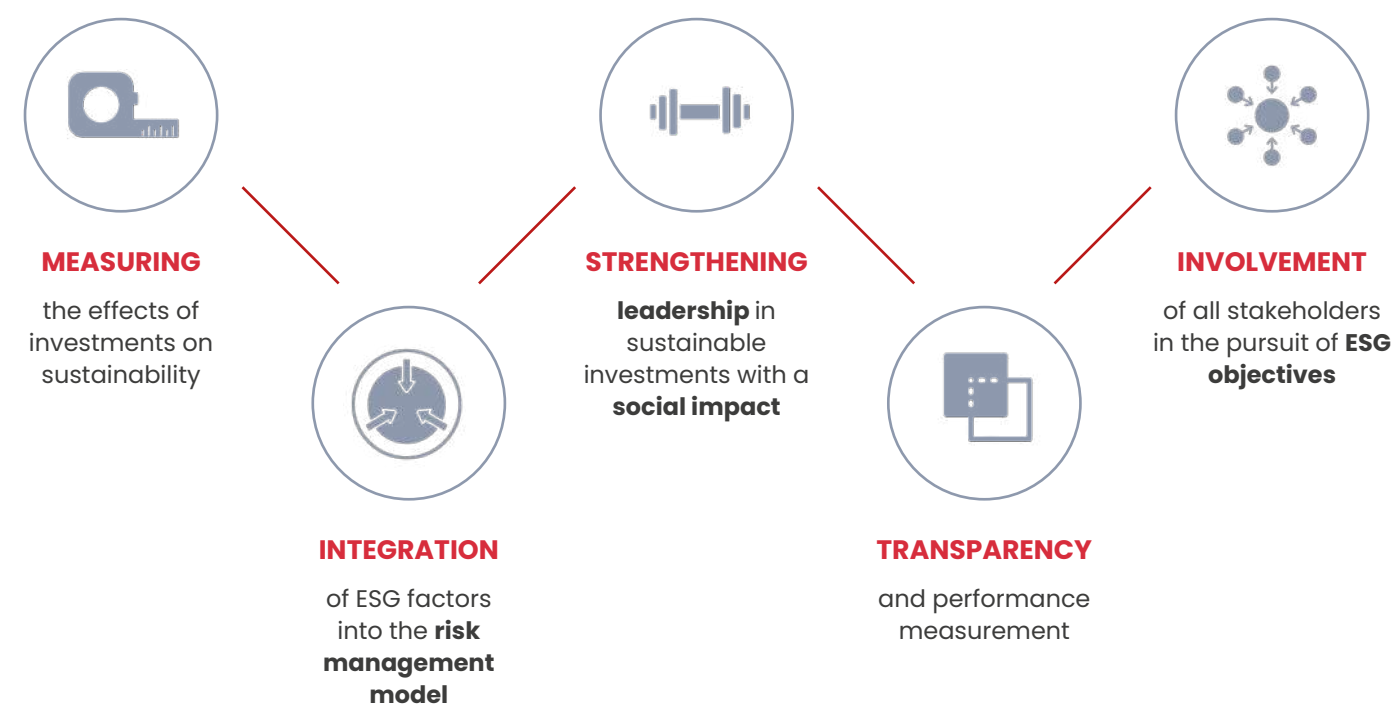 MEASURING
the effects of
investments on
sustainability
INTEGRATION
of ESG factors
into the risk
management
model
STRENGTHENING
leadership in
sustainable
investments with a
social impact
TRANSPARENCY
and performance
measurement
INVOLVEMENT
of all stakeholders
in the pursuit of ESG
objectives